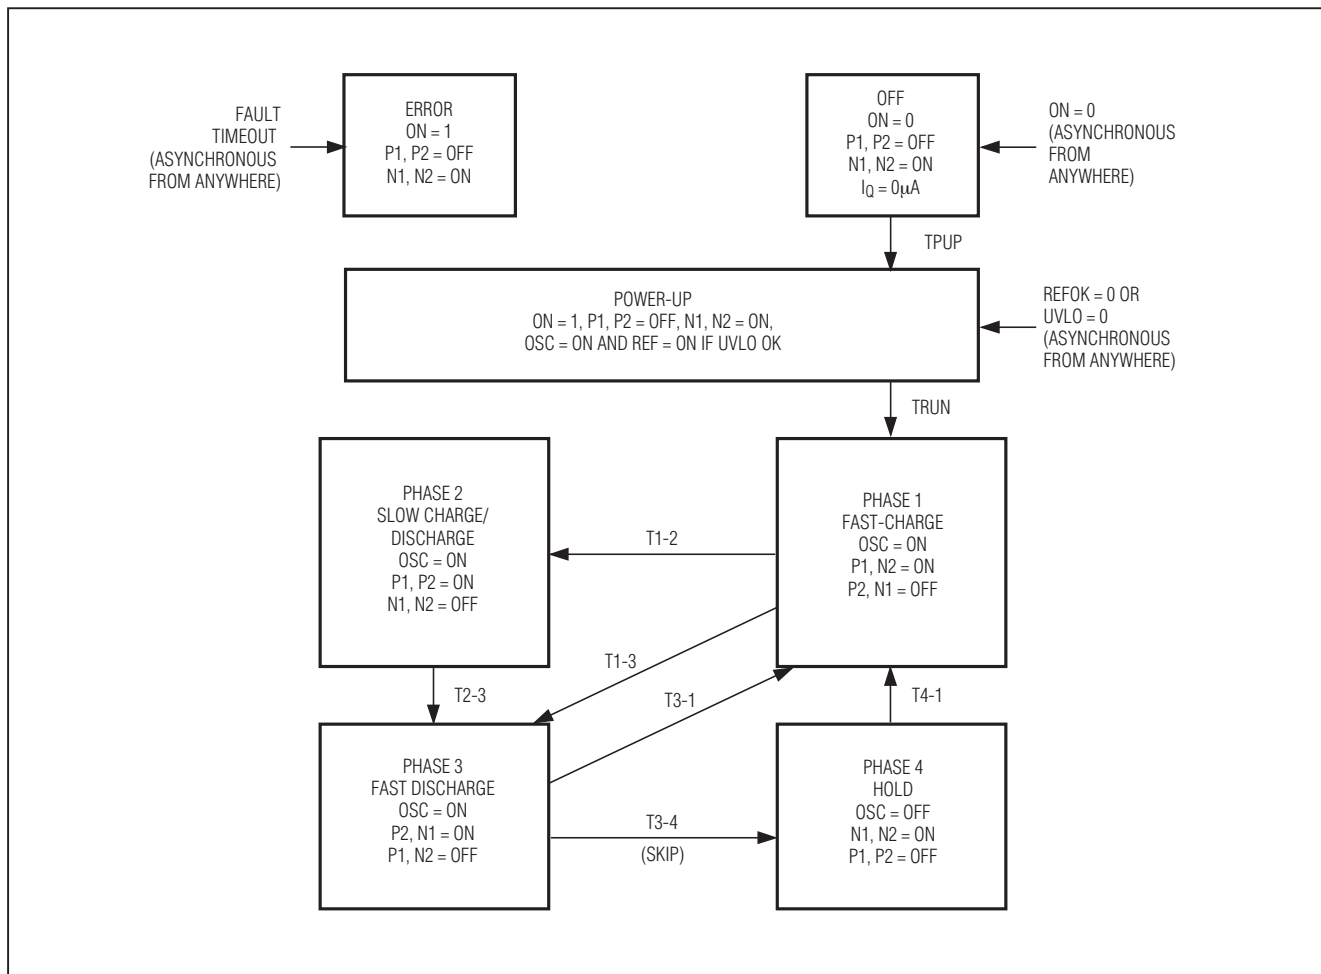 FAULT
TIMEOUT
(ASYNCHRONOUS
FROM ANYWHERE)
ERROR
ON = 1
P1, P2 = OFF
N1, N2 = ON
OFF
ON = 0
P1, P2 = OFF
N1, N2 = ON
IQ = 0μA
ON = 0
(ASYNCHRONOUS
FROM
ANYWHERE)
TPUP
POWER-UP
ON = 1, P1, P2 = OFF, N1, N2 = ON,
OSC = ON AND REF = ON IF UVLO OK
REFOK = 0 OR
UVLO = 0
(ASYNCHRONOUS
FROM ANYWHERE)
TRUN
PHASE 2
SLOW CHARGE/
DISCHARGE
OSC = ON
P1, P2 = ON
N1, N2 = OFF
T1-2
PHASE 1
FAST-CHARGE
OSC = ON
P1, N2 = ON
P2, N1 = OFF
T1-3
T2-3
T3-1
T4-1
PHASE 3
FAST DISCHARGE
OSC = ON
P2, N1 = ON
P1, N2 = OFF
T3-4
(SKIP)
PHASE 4
HOLD
OSC = OFF
N1, N2 = ON
P1, P2 = OFF